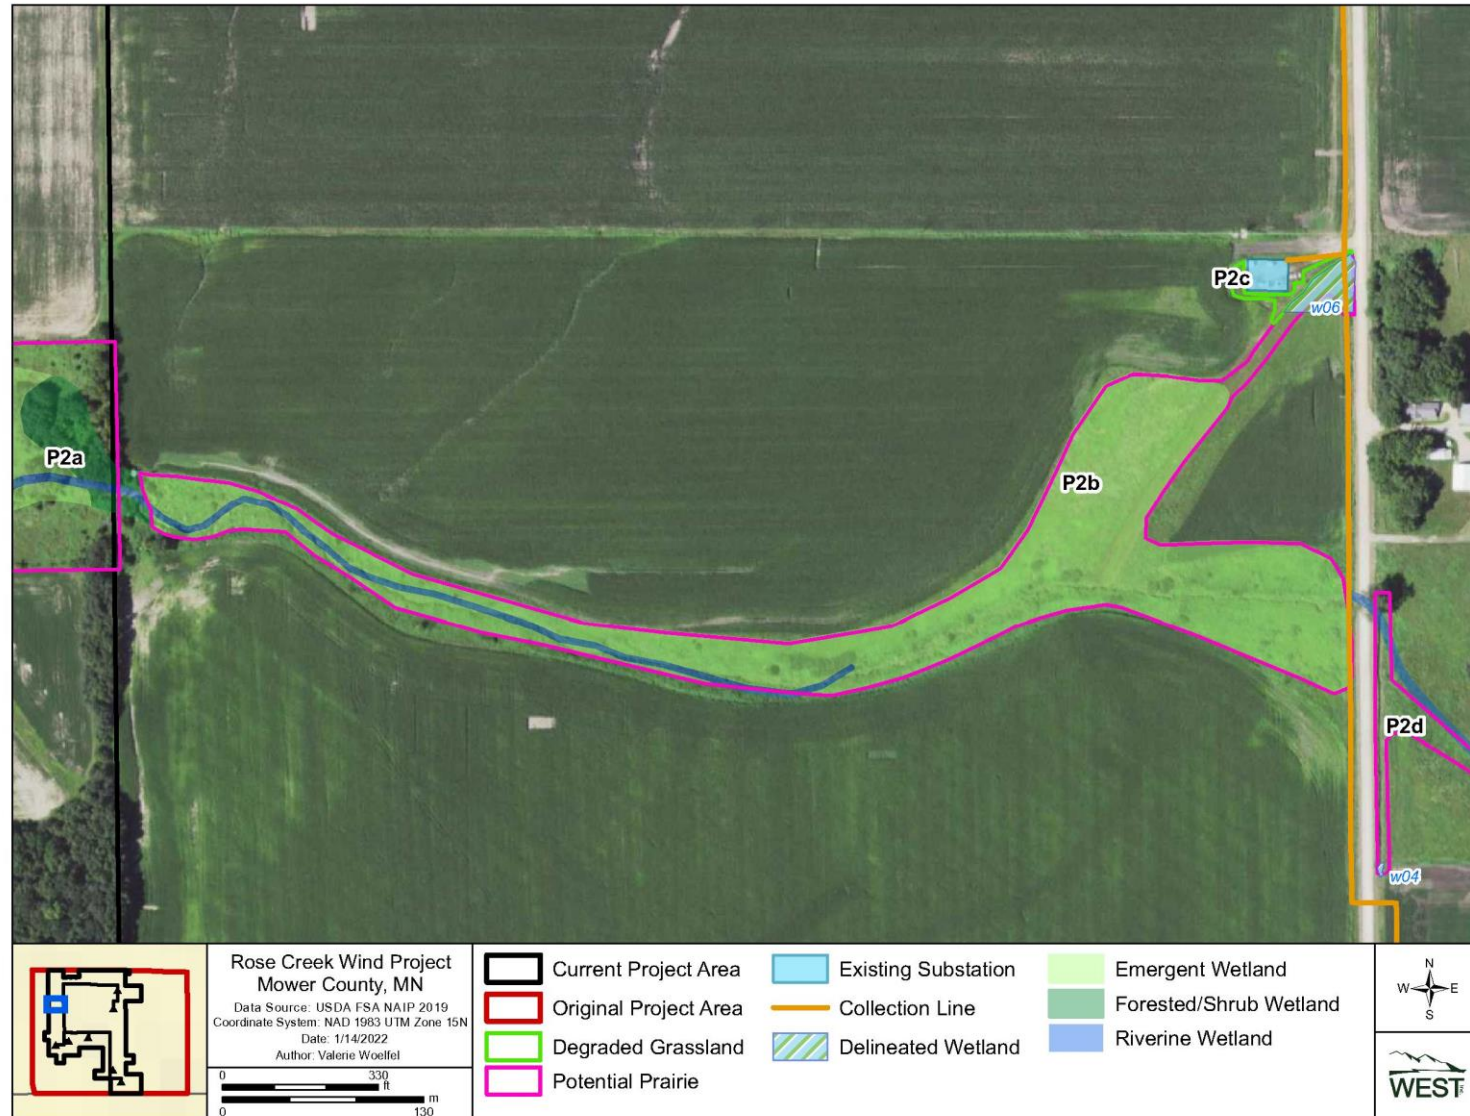 P2c
w06
P2a
P2b
P2d
w04
Rose Creek Wind Project
Mower County, MN
Data Source: USDA FSA NAIP 2019
Coordinate System: NAD 1983 UTM Zone 15N
Date: 1/14/2022
Author: Valerie Woelfel
0 330
ft
m
0 130
Current Project Area
Original Project Area
Degraded Grassland
Potential Prairie
Existing Substation
Collection Line
Delineated Wetland
Emergent Wetland
Forested/Shrub Wetland
Riverine Wetland
N
W E
S
WEST